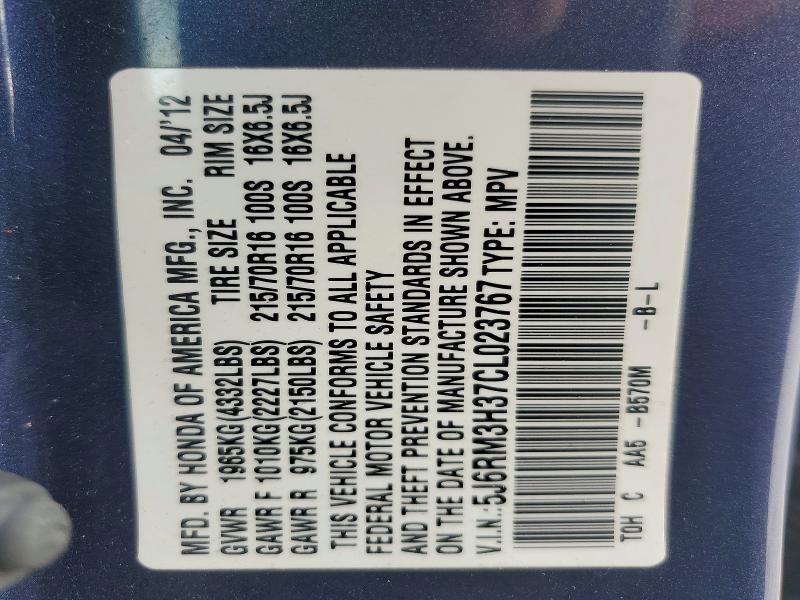 MFD. BY HONDA OF AMERICA MFG., INC. 04/'12
GVWR 1965KG(4332LBS) TIRE SIZE RIM SIZE
GAWR F 1010KG(2227LBS) 215/70R16 100S 16X6.5J
GAWR R 975KG(2150LBS) 215/70R16 100S 16X6.5J
THIS VEHICLE CONFORMS TO ALL APPLICABLE
FEDERAL MOTOR VEHICLE SAFETY
AND THEFT PREVENTION STANDARDS IN EFFECT
ON THE DATE OF MANUFACTURE SHOWN ABOVE.
V.I.N.:5J6RM3H37CL023767 TYPE: MPV
TOH C AA5 -B570M -B-L